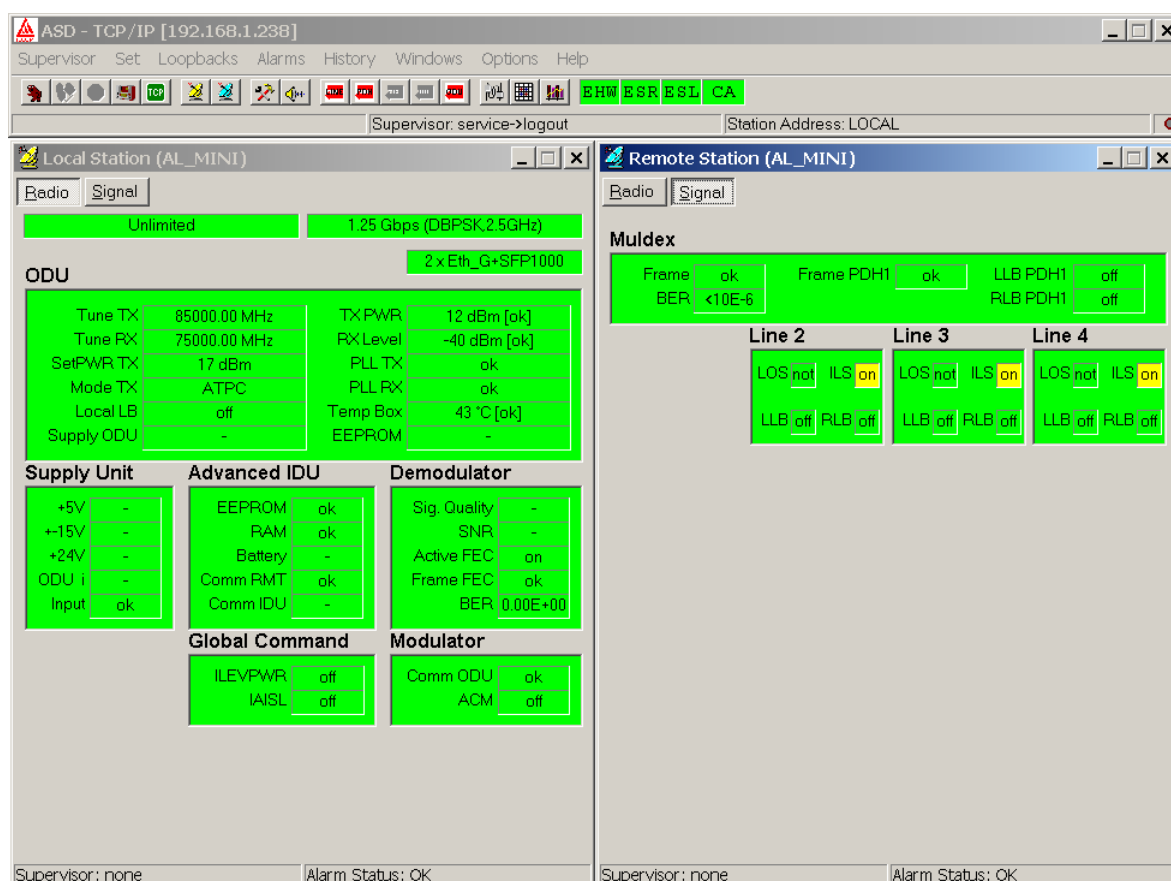 ASD - TCP/IP [192.168.1.238]
Supervisor Set Loopbacks Alarms History Windows Options Help
TCP EHW ESR ESL CA
Supervisor: service->logout Station Address: LOCAL
Local Station (AL_MINI)
Radio Signal
Unlimited 1.25 Gbps (DBPSK,2.5GHz)
2 x Eth_G+SFP1000
ODU
Tune TX 85000.00 MHz TX PWR 12 dBm [ok]
Tune RX 75000.00 MHz RX Level -40 dBm [ok]
SetPWR TX 17 dBm PLL TX ok
Mode TX ATPC PLL RX ok
Local LB off Temp Box 43 °C [ok]
Supply ODU - EEPROM -
Supply Unit Advanced IDU Demodulator
+5V - EEPROM ok Sig. Quality -
+-15V - RAM ok SNR -
+24V - Battery - Active FEC on
ODU i - Comm RMT ok Frame FEC ok
Input ok Comm IDU - BER 0.00E+00
Global Command Modulator
ILEVPWR off Comm ODU ok
IAISL off ACM off
Supervisor: none Alarm Status: OK
Remote Station (AL_MINI)
Radio Signal
Muldex
Frame ok Frame PDH1 ok LLB PDH1 off
BER <10E-6 RLB PDH1 off
Line 2 Line 3 Line 4
LOS not ILS on LOS not ILS on LOS not ILS on
LLB off RLB off LLB off RLB off LLB off RLB off
Supervisor: none Alarm Status: OK